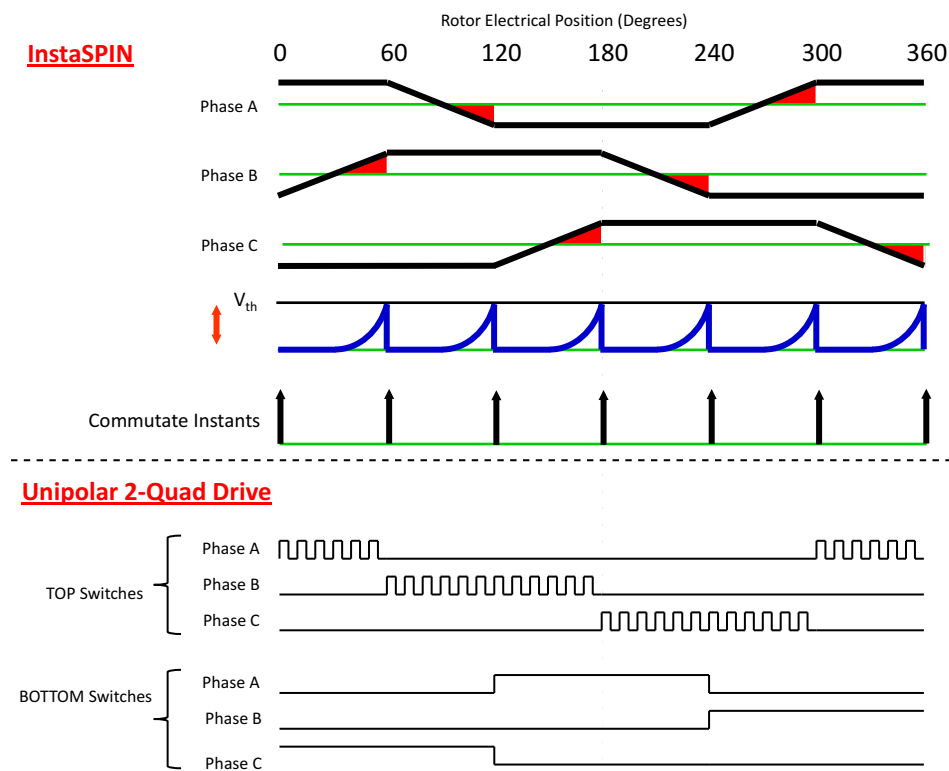 Rotor Electrical Position (Degrees)
InstaSPIN
0 60 120 180 240 300 360
Phase A
Phase B
Phase C
Vth
Commutate Instants
Unipolar 2-Quad Drive
TOP Switches
Phase A
Phase B
Phase C
BOTTOM Switches
Phase A
Phase B
Phase C